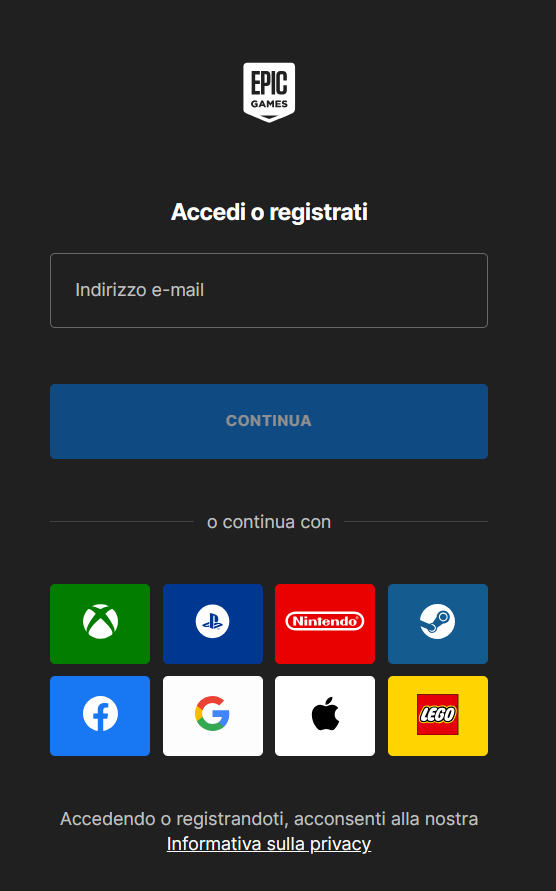 EPIC
GAMES
Accedi o registrati
Indirizzo e-mail
CONTINUA
o continua con
Nintendo
LEGO
Accedendo o registrandoti, acconsenti alla nostra
Informativa sulla privacy